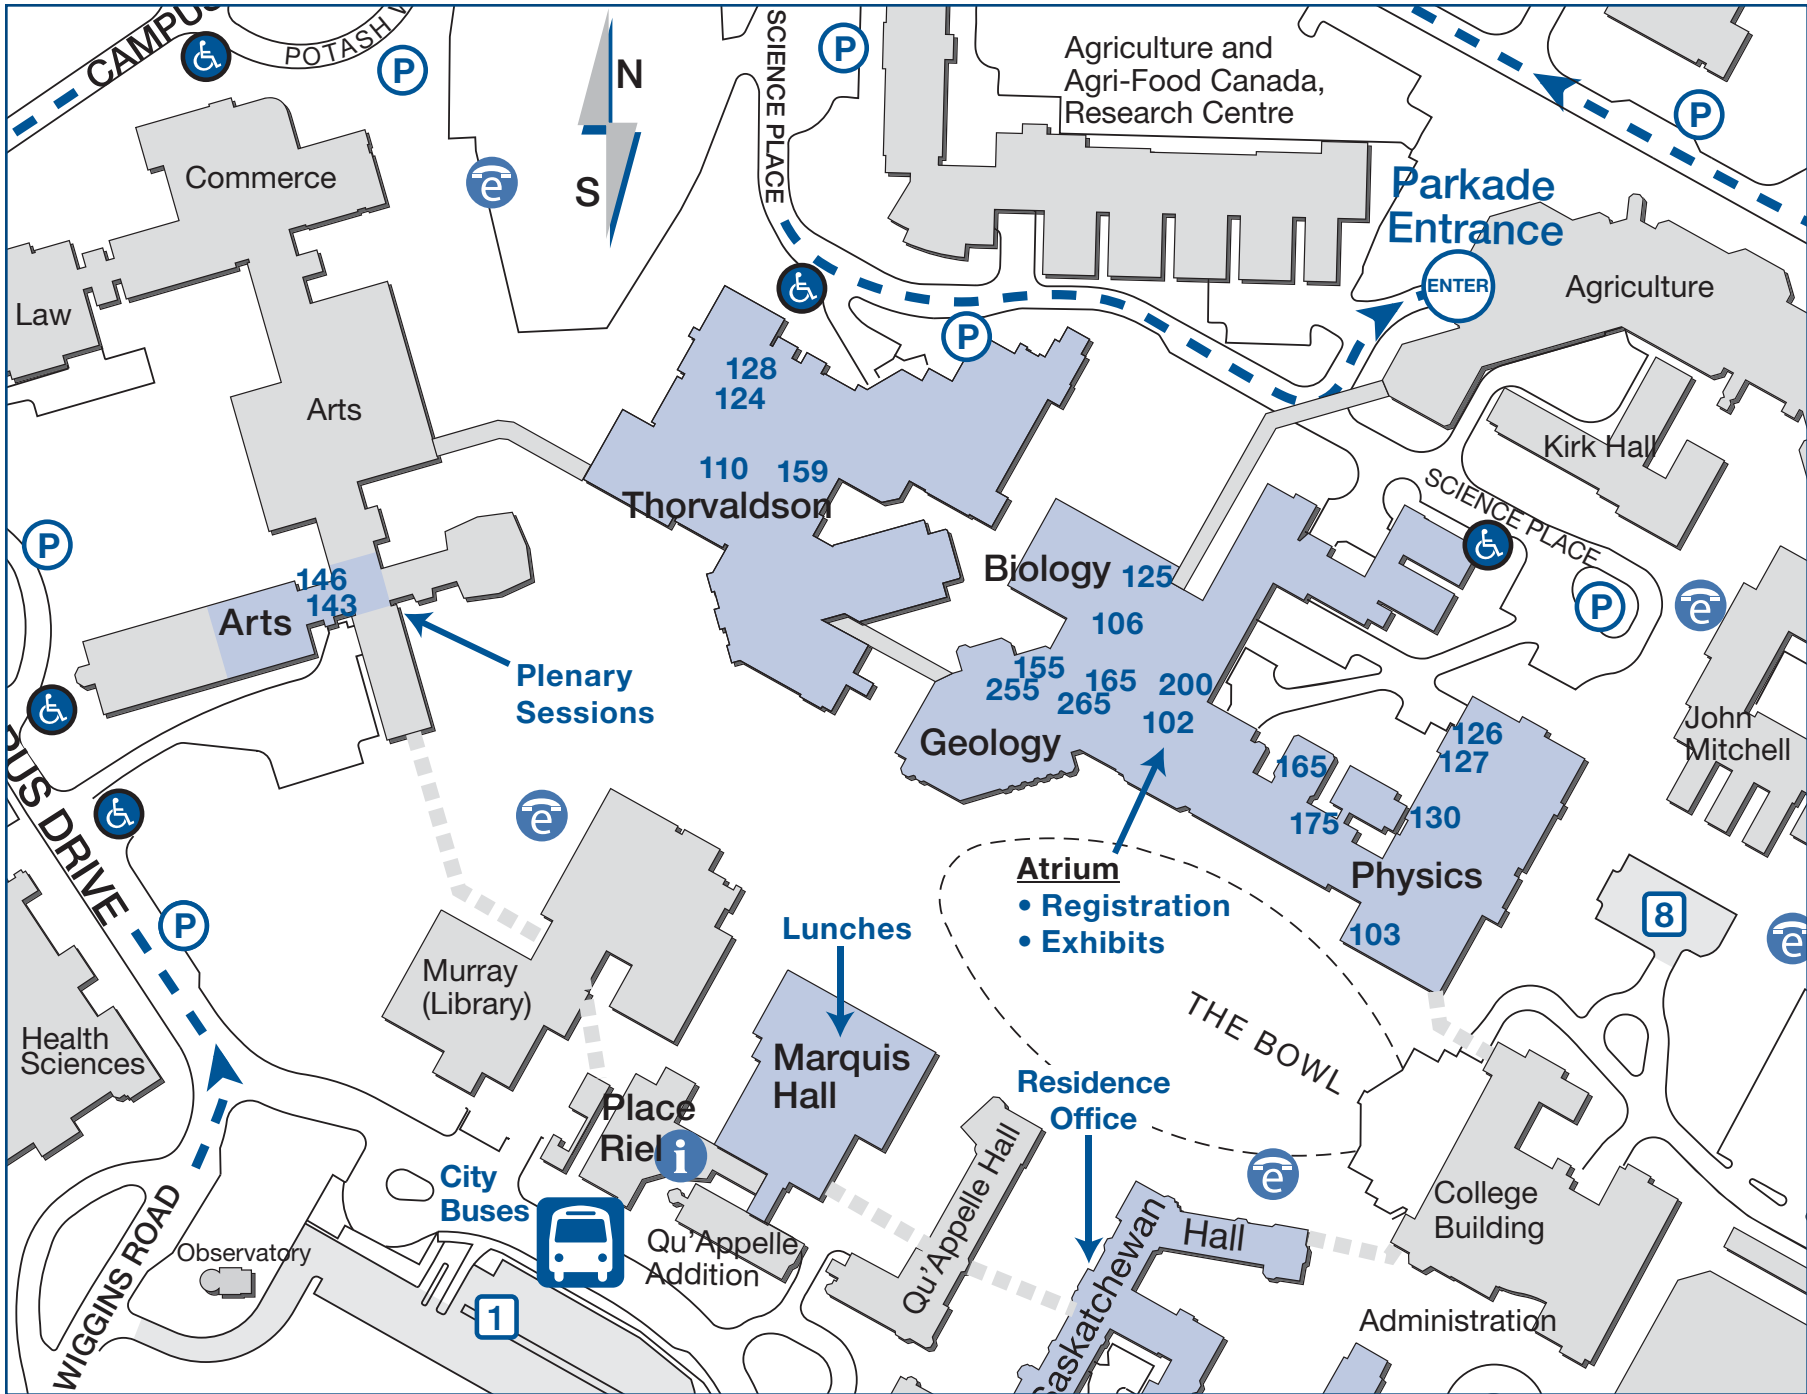 CAMPUS
POTASH
P
SCIENCE PLACE
P
N
S
Agriculture and
Agri-Food Canada,
Research Centre
P
Commerce
e
Parkade
Entrance
ENTER
Agriculture
Law
P
Arts
128
124
110
159
Thorvaldson
Kirk Hall
SCIENCE PLACE
P
146
143
Arts
Biology
125
106
P
e
Plenary
Sessions
155
255
165
265
200
102
Geology
126
127
165
175
130
John
Mitchell
PUS DRIVE
e
Physics
103
Atrium
• Registration
• Exhibits
8
e
P
Lunches
Murray
(Library)
THE BOWL
Health
Sciences
Marquis
Hall
Residence
Office
Place
Riel
i
City
Buses
Qu'Appelle
Addition
Qu'Appelle Hall
e
Saskatchewan
Hall
College
Building
Observatory
WIGGINS ROAD
1
Administration